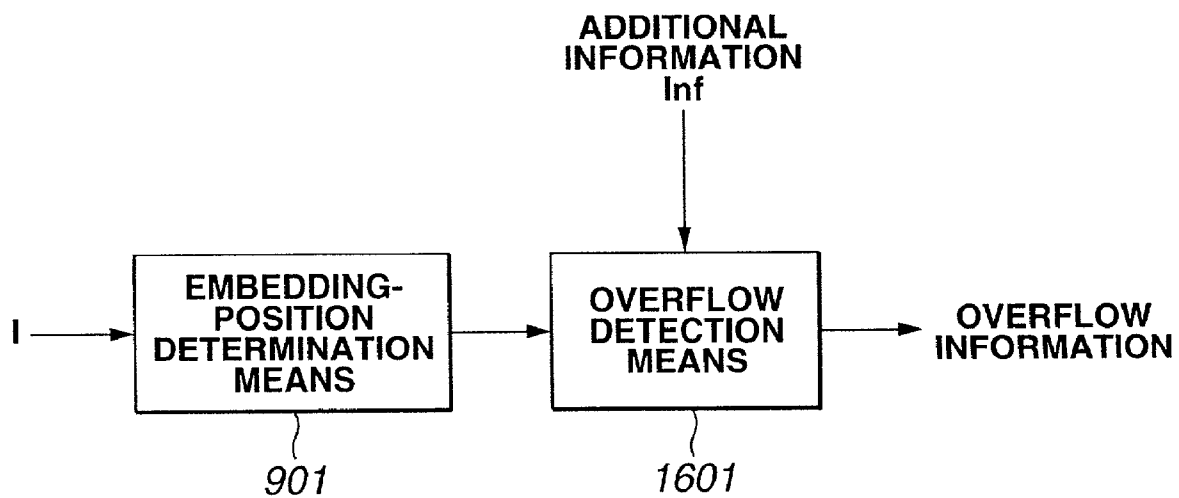 ADDITIONAL
INFORMATION
Inf
I
EMBEDDING-
POSITION
DETERMINATION
MEANS
OVERFLOW
DETECTION
MEANS
OVERFLOW
INFORMATION
901
1601